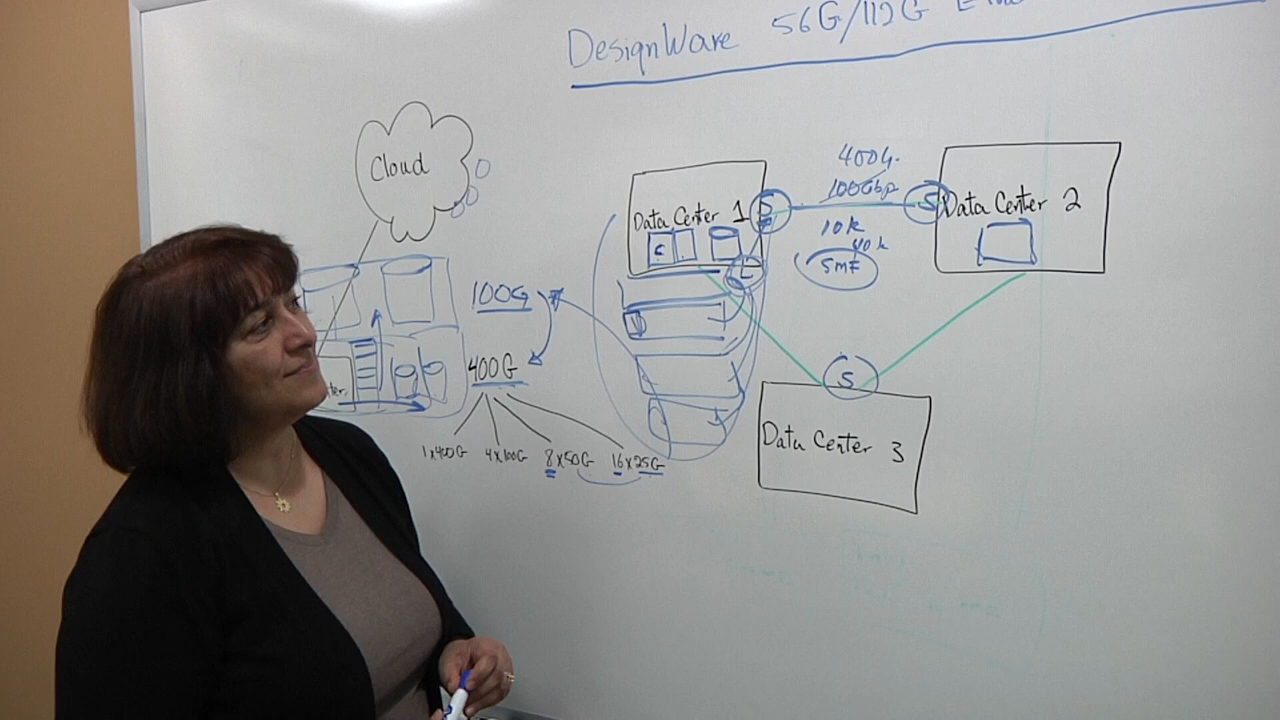 DesignWare 56G/112G
Cloud
400G.
100Gbp
10k
40k
SMF
S
S
Data Center 1
C
L
Data Center 2
100G
400G
1x400G 4x100G 8x50G 16x25G
S
Data Center 3